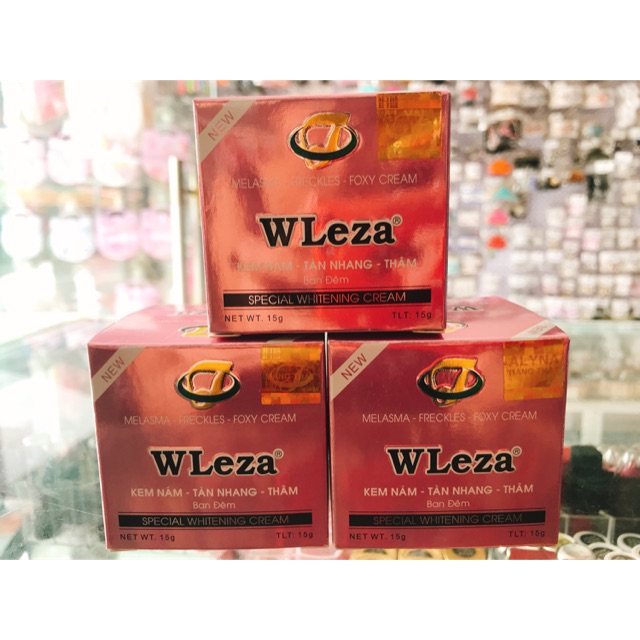 NEW
MELASMA - FRECKLES - FOXY CREAM
WLeza®
KEM NÁM - TÀN NHANG - THÂM
Ban Đêm
SPECIAL WHITENING CREAM
NET WT. 15g TLT: 15g
NEW
MELASMA - FRECKLES - FOXY CREAM
WLeza®
KEM NÁM - TÀN NHANG - THÂM
Ban Đêm
SPECIAL WHITENING CREAM
NET WT. 15g TLT: 15g
NEW
MELASMA - FRECKLES - FOXY CREAM
WLeza®
KEM NÁM - TÀN NHANG - THÂM
Ban Đêm
SPECIAL WHITENING CREAM
NET WT. 15g TLT: 15g